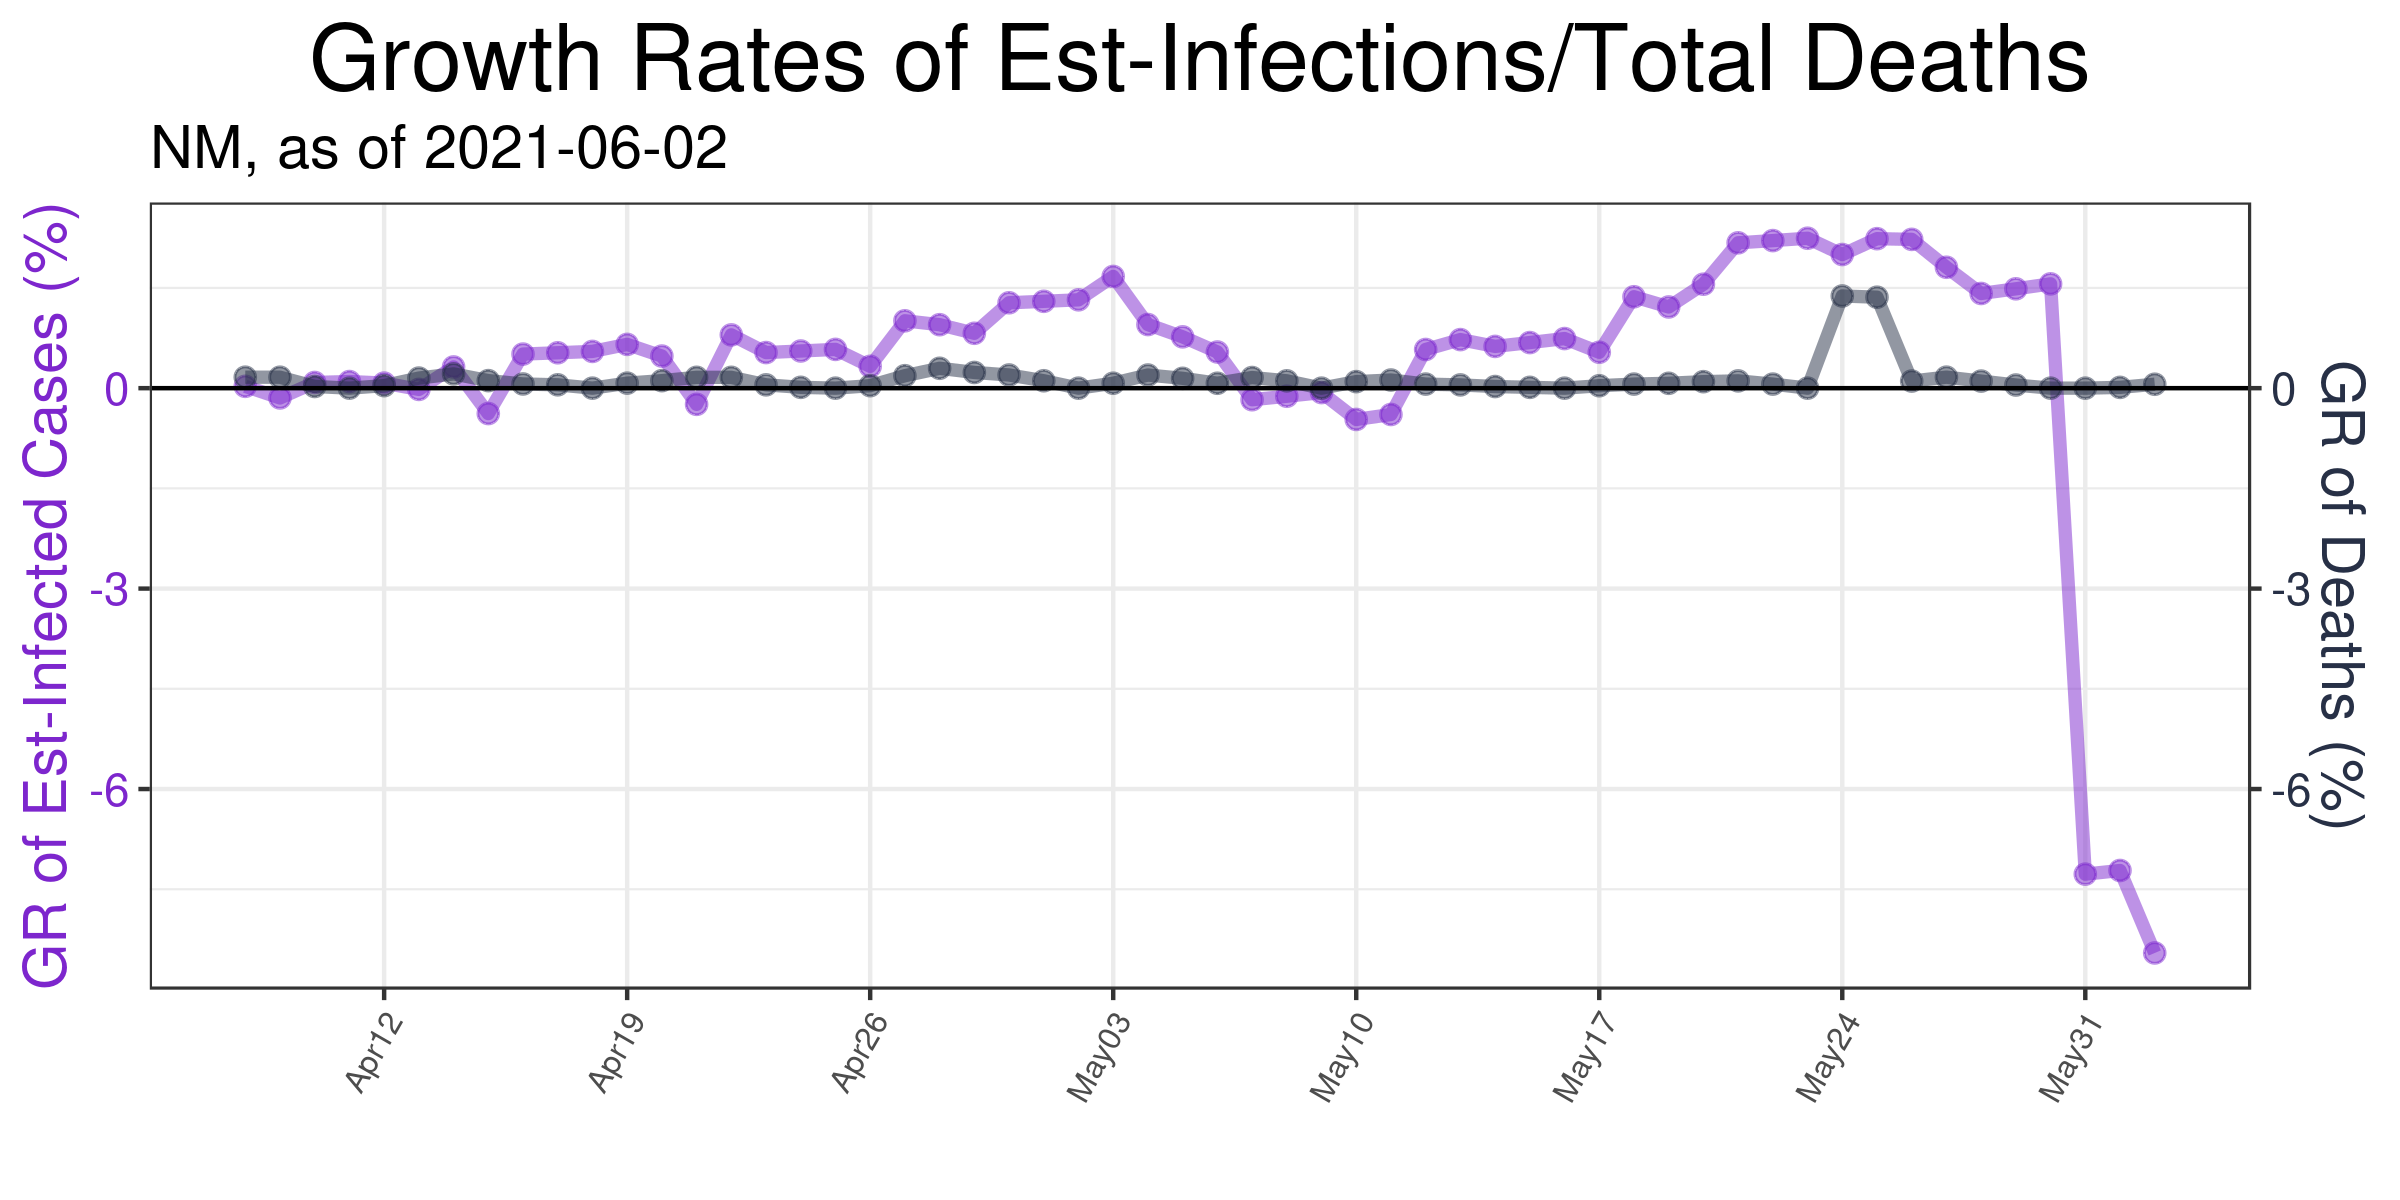 Growth Rates of Est-Infections/Total Deaths
NM, as of 2021-06-02
GR of Est-Infected Cases (%)
0
-3
-6
0
-3
-6
GR of Deaths (%)
Apr12
Apr19
Apr26
May03
May10
May17
May24
May31